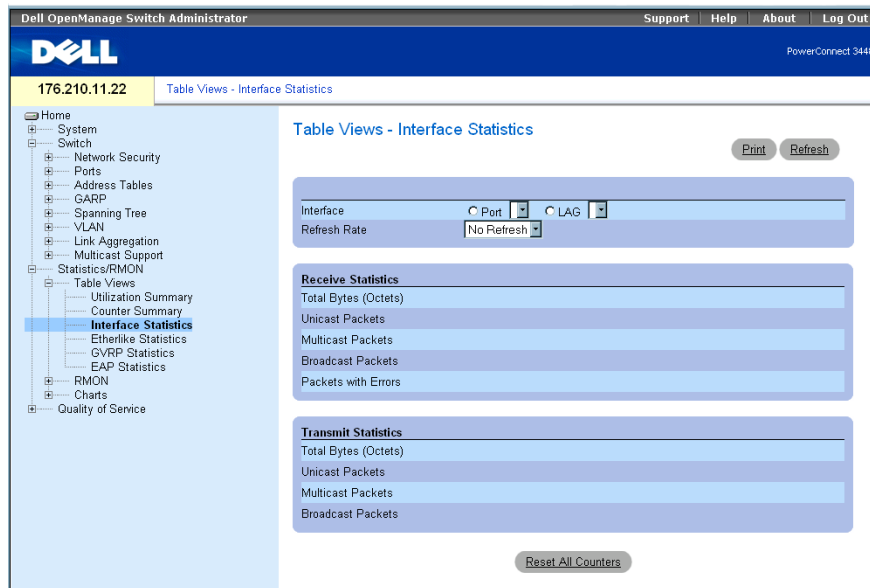 Dell OpenManage Switch Administrator Support Help About Log Out
DELL
PowerConnect 3448
176.210.11.22 Table Views - Interface Statistics
Home
System
Switch
Network Security
Ports
Address Tables
GARP
Spanning Tree
VLAN
Link Aggregation
Multicast Support
Statistics/RMON
Table Views
Utilization Summary
Counter Summary
Interface Statistics
Etherlike Statistics
GVRP Statistics
EAP Statistics
RMON
Charts
Quality of Service
Table Views - Interface Statistics
Print Refresh
Interface Port LAG
Refresh Rate No Refresh
Receive Statistics
Total Bytes (Octets)
Unicast Packets
Multicast Packets
Broadcast Packets
Packets with Errors
Transmit Statistics
Total Bytes (Octets)
Unicast Packets
Multicast Packets
Broadcast Packets
Reset All Counters